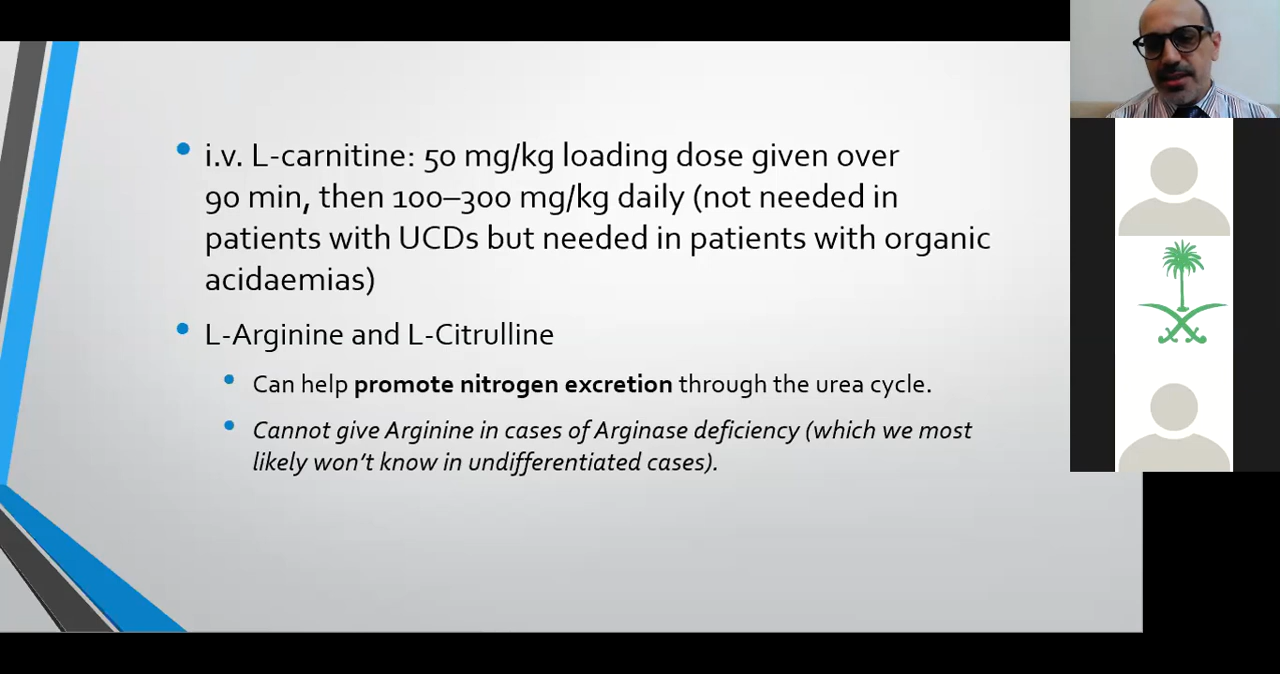 i.v. L-carnitine: 50 mg/kg loading dose given over
90 min, then 100–300 mg/kg daily (not needed in
patients with UCDs but needed in patients with organic
acidaemias)
L-Arginine and L-Citrulline
Can help promote nitrogen excretion through the urea cycle.
Cannot give Arginine in cases of Arginase deficiency (which we most
likely won’t know in undifferentiated cases).